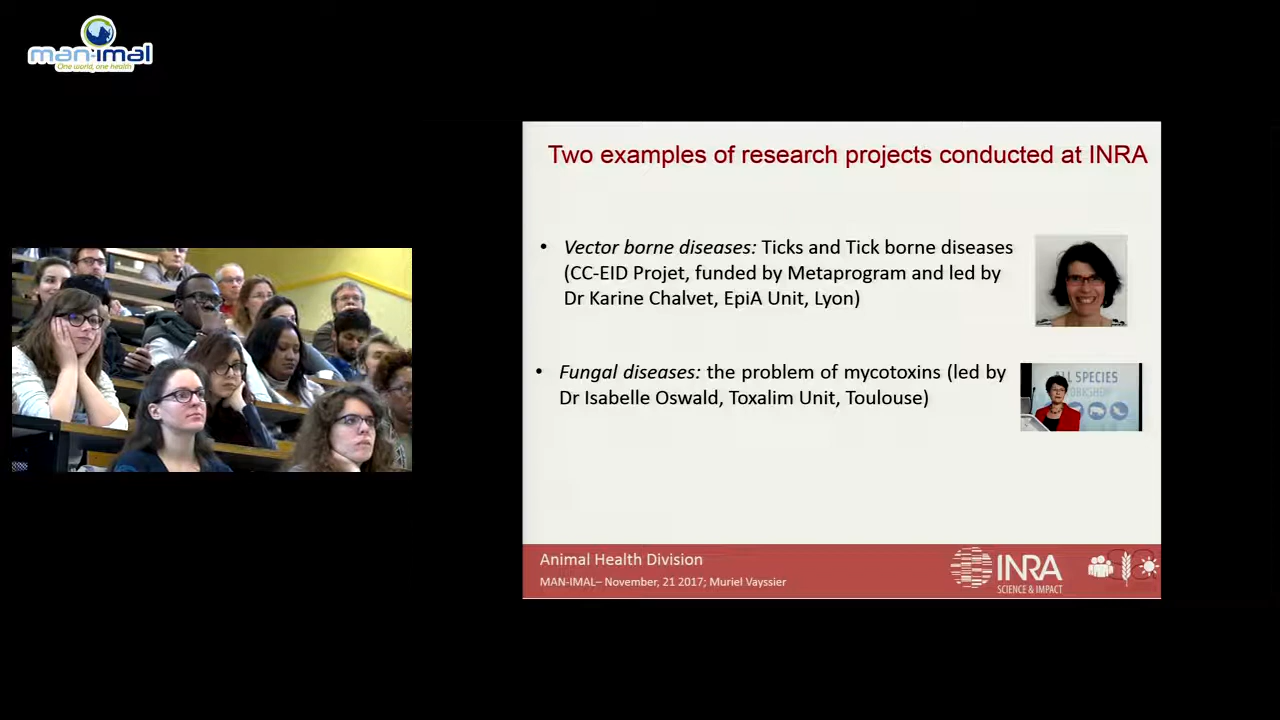 man-imal
One world, one health
Two examples of research projects conducted at INRA
• Vector borne diseases: Ticks and Tick borne diseases
(CC-EID Projet, funded by Metaprogram and led by
Dr Karine Chalvet, EpiA Unit, Lyon)
• Fungal diseases: the problem of mycotoxins (led by
Dr Isabelle Oswald, Toxalim Unit, Toulouse)
ALL SPECIES
Animal Health Division
MAN-IMAL– November, 21 2017; Muriel Vayssier
INRA
SCIENCE & IMPACT